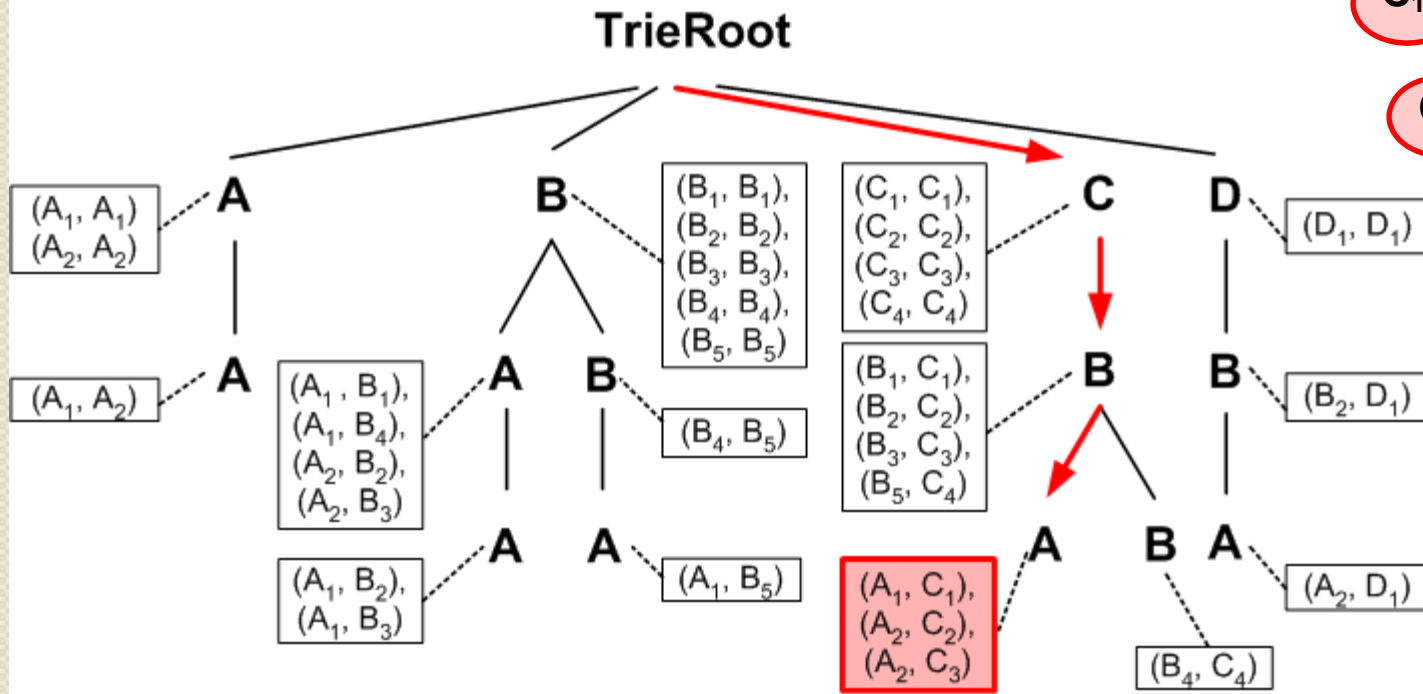 TrieRoot
A
(A₁, A₁)
(A₂, A₂)
A
(A₁, A₂)
B
(B₁, B₁),
(B₂, B₂),
(B₃, B₃),
(B₄, B₄),
(B₅, B₅)
A
(A₁ , B₁),
(A₁, B₄),
(A₂, B₂),
(A₂, B₃)
A
(A₁, B₂),
(A₁, B₃)
B
(B₄, B₅)
A
(A₁, B₅)
C
(C₁, C₁),
(C₂, C₂),
(C₃, C₃),
(C₄, C₄)
B
(B₁, C₁),
(B₂, C₂),
(B₃, C₃),
(B₅, C₄)
A
(A₁, C₁),
(A₂, C₂),
(A₂, C₃)
B
(B₄, C₄)
D
(D₁, D₁)
B
(B₂, D₁)
A
(A₂, D₁)